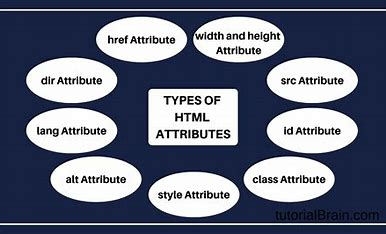 href Attribute
width and height
Attribute
dir Attribute
src Attribute
TYPES OF
HTML
ATTRIBUTES
lang Attribute
id Attribute
alt Attribute
style Attribute
class Attribute
tutorialBrain.com